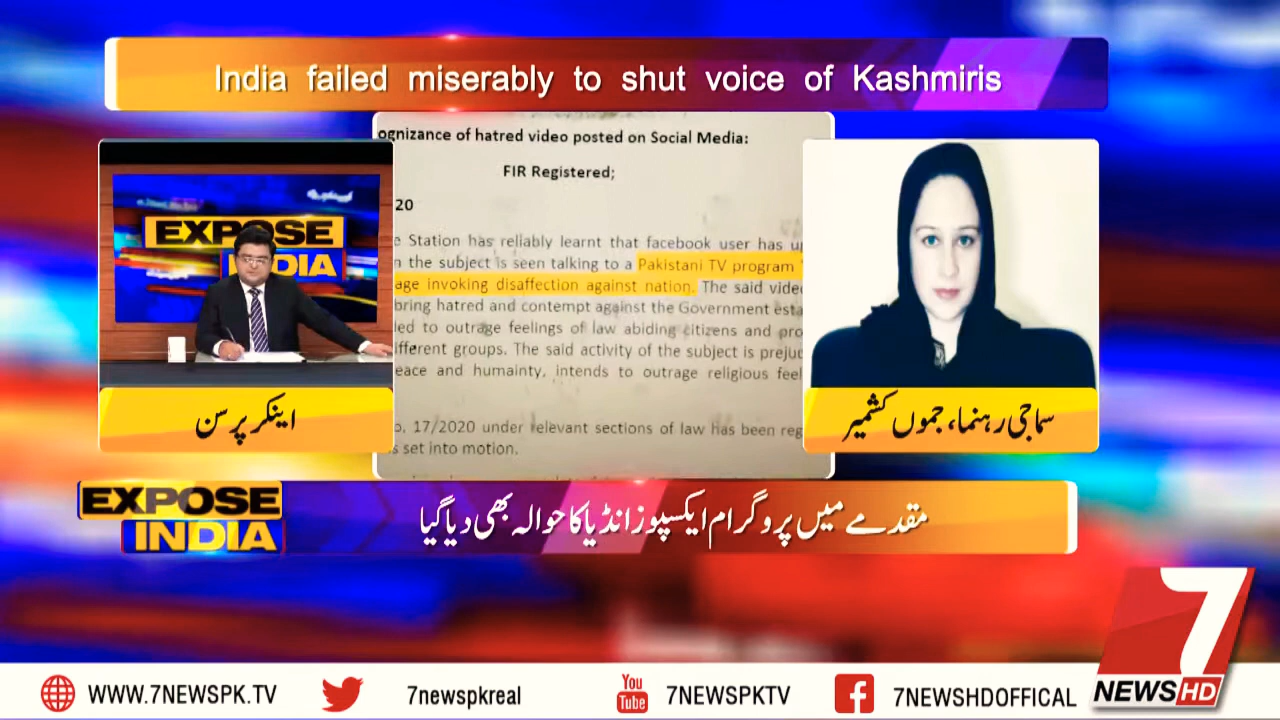 India failed miserably to shut voice of Kashmiris
ognizance of hatred video posted on Social Media:
FIR Registered;
20
e Station has reliably learnt that facebook user has up
n the subject is seen talking to a Pakistani TV program
age invoking disaffection against nation. The said video
bring hatred and contempt against the Government esta
led to outrage feelings of law abiding citizens and pro
ifferent groups. The said activity of the subject is prejud
eace and humainty, intends to outrage religious feel
o, 17/2020 under relevant sections of law has been reg
s set into motion.
EXPOSE
INDIA
اینکر پرسن
سماجی رہنما، جموں کشمیر
EXPOSE
INDIA
مقدمے میں پروگرام ایکسپوز انڈیا کا حوالہ بھی دیا گیا
7
NEWS HD
WWW.7NEWSPK.TV
7newspkreal
You
Tube
7NEWSPKTV
7NEWSHDOFFICAL